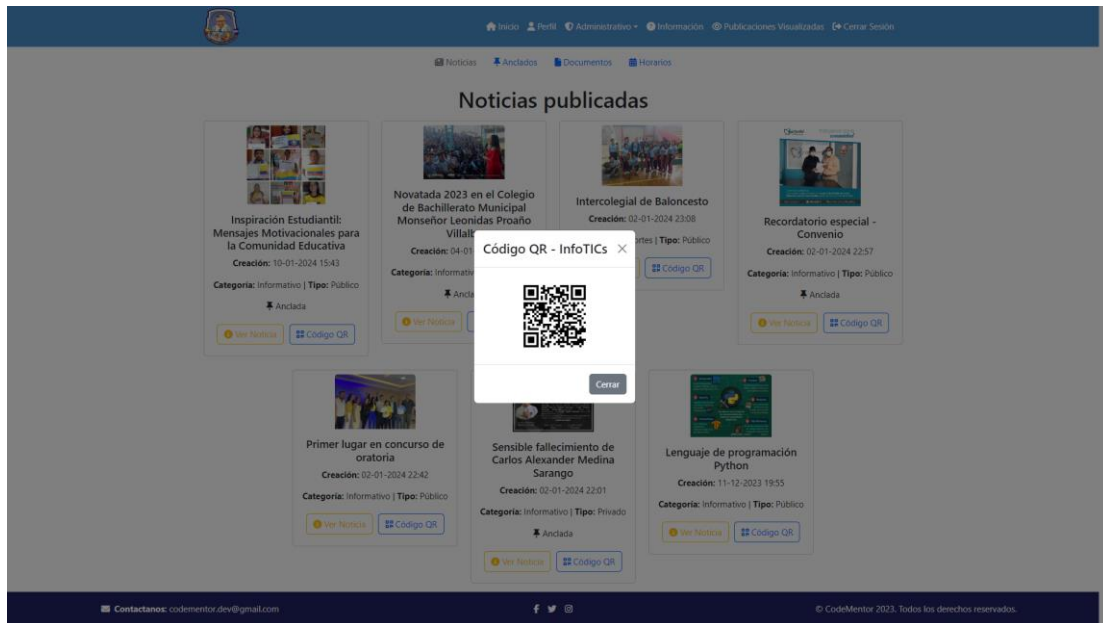 Inicio Perfil Administrativo Información Publicaciones Visualizadas Cerrar Sesión
Noticias Anclados Documentos Horarios
Noticias publicadas
Inspiración Estudiantil:
Mensajes Motivacionales para
la Comunidad Educativa
Creación: 10-01-2024 15:43
Categoría: Informativo | Tipo: Público
Anclada
Ver Noticia Código QR
Novatada 2023 en el Colegio
de Bachillerato Municipal
Monseñor Leonidas Proaño
Creación: 04-01
Categoría:
Ver Noticia
Intercolegial de Baloncesto
Creación: 02-01-2024 23:08
Tipo: Público
Código QR
Recordatorio especial -
Convenio
Creación: 02-01-2024 22:57
Categoría: Informativo | Tipo: Público
Anclada
Ver Noticia Código QR
Código QR - InfoTICs
Cerrar
Primer lugar en concurso de
oratoria
Creación: 02-01-2024 22:42
Categoría: Informativo | Tipo: Público
Ver Noticia Código QR
Sensible fallecimiento de
Carlos Alexander Medina
Sarango
Creación: 02-01-2024 22:01
Categoría: Informativo | Tipo: Privado
Anclada
Ver Noticia Código QR
Lenguaje de programación
Python
Creación: 11-12-2023 19:55
Categoría: Informativo | Tipo: Público
Ver Noticia Código QR
Contactanos: codementor.dev@gmail.com
© CodeMentor 2023. Todos los derechos reservados.